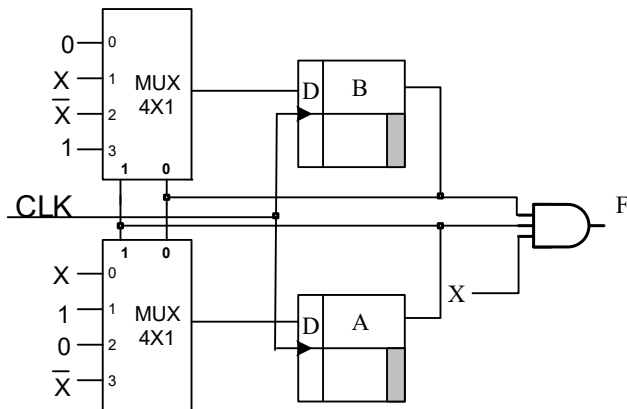 0 0
X 1
X̅ 2
1 3
MUX
4X1
1 0
D B
CLK
F
1 0
X 0
1 1
0 2
X̅ 3
MUX
4X1
D A
X